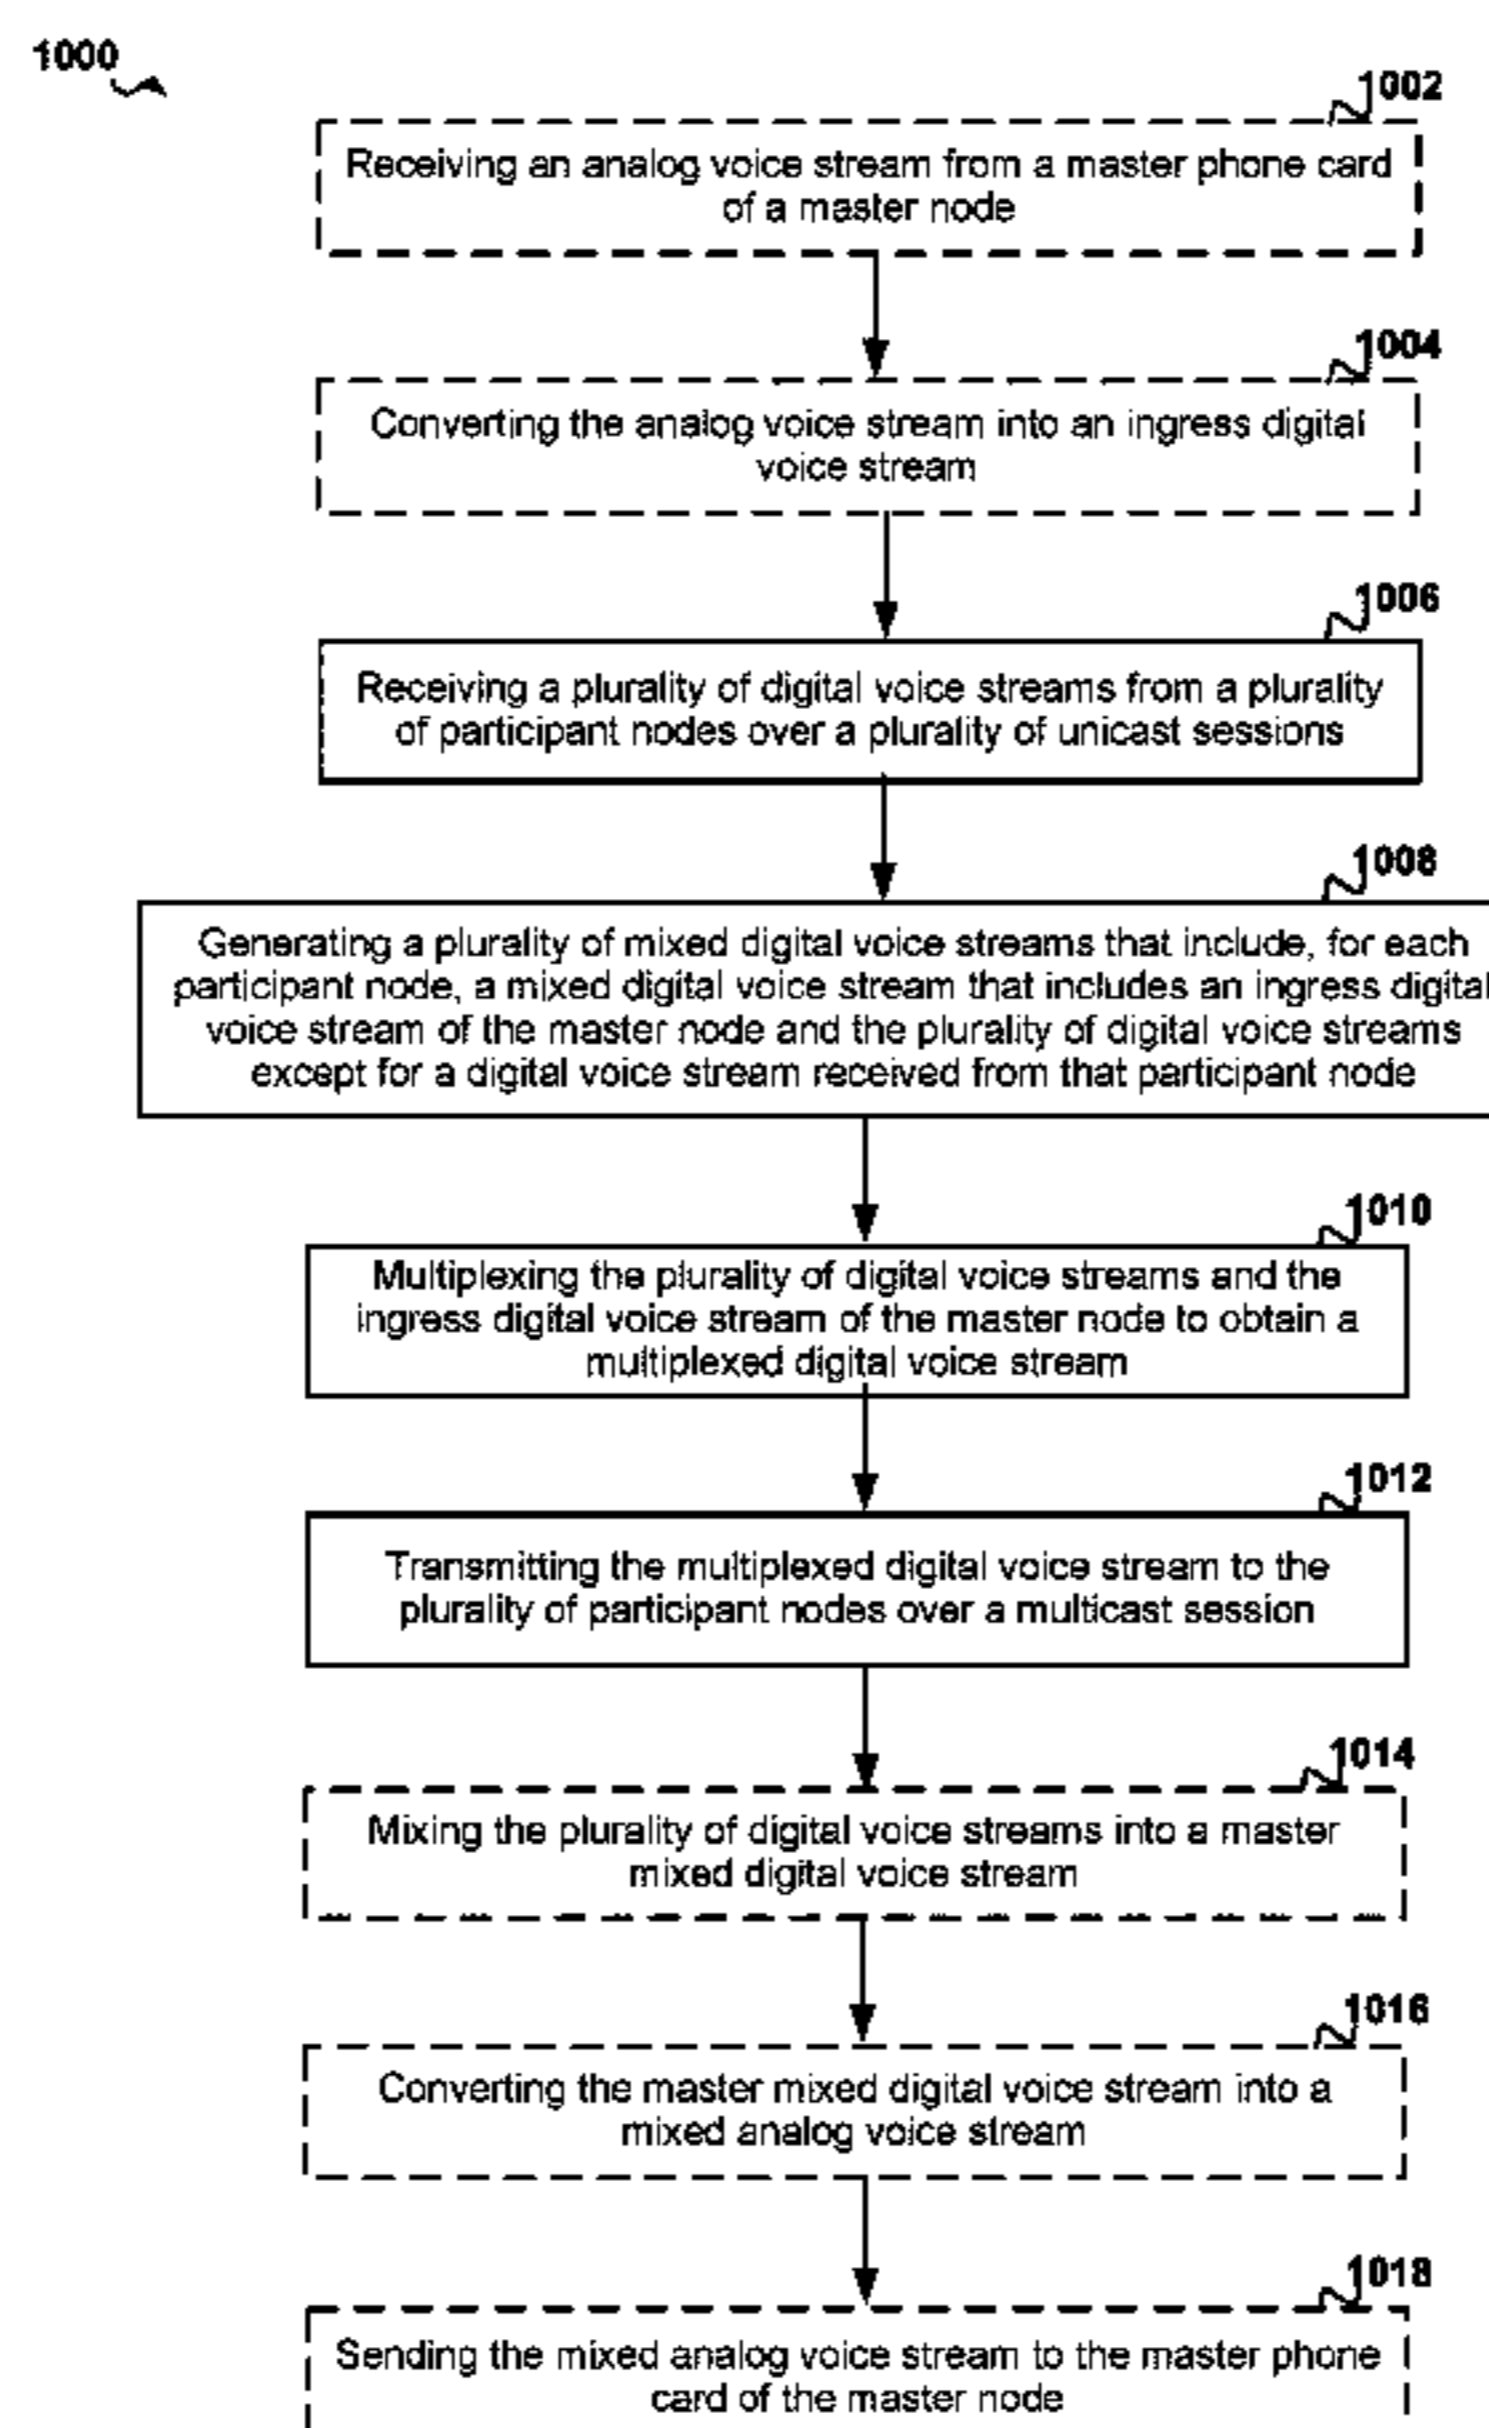 1000
1002
Receiving an analog voice stream from a master phone card
of a master node
1004
Converting the analog voice stream into an ingress digital
voice stream
1006
Receiving a plurality of digital voice streams from a plurality
of participant nodes over a plurality of unicast sessions
1008
Generating a plurality of mixed digital voice streams that include, for each
participant node, a mixed digital voice stream that includes an ingress digital
voice stream of the master node and the plurality of digital voice streams
except for a digital voice stream received from that participant node
1010
Multiplexing the plurality of digital voice streams and the
ingress digital voice stream of the master node to obtain a
multiplexed digital voice stream
1012
Transmitting the multiplexed digital voice stream to the
plurality of participant nodes over a multicast session
1014
Mixing the plurality of digital voice streams into a master
mixed digital voice stream
1016
Converting the master mixed digital voice stream into a
mixed analog voice stream
1018
Sending the mixed analog voice stream to the master phone
card of the master node